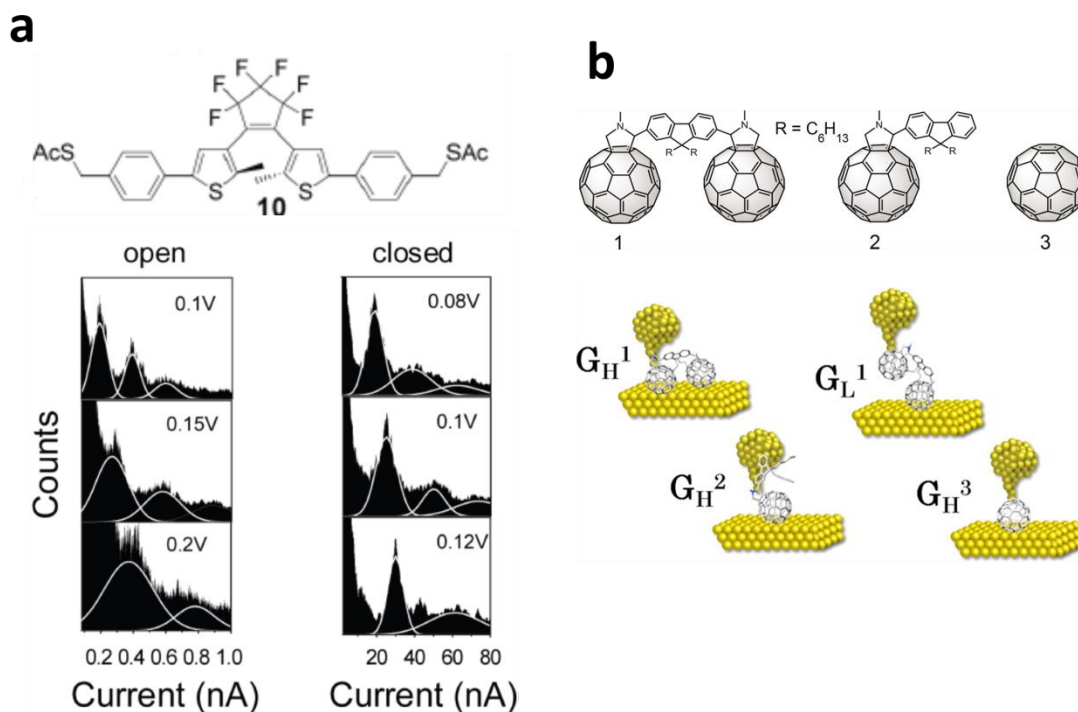 a
F F F F F F
AcS
SAc
S S
10
open
closed
0.1V
0.15V
0.2V
0.08V
0.1V
0.12V
Counts
0.2 0.4 0.6 0.8 1.0
20 40 60 80
Current (nA)
Current (nA)
b
N
N
N
R = C6H13
R R
R R
1
2
3
GH1
GL1
GH2
GH3